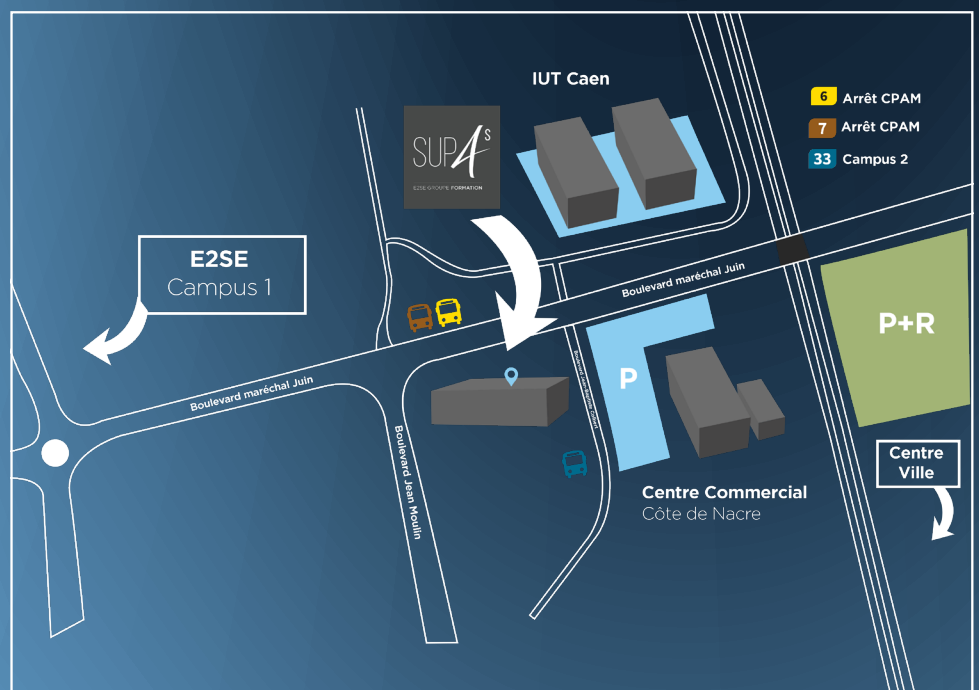 IUT Caen
6 Arrêt CPAM
7 Arrêt CPAM
33 Campus 2
SUP4S
E2SE GROUPE FORMATION
E2SE
Campus 1
Boulevard maréchal Juin
P+R
P
Boulevard maréchal Juin
Boulevard Jean Moulin
Centre
Ville
Centre Commercial
Côte de Nacre